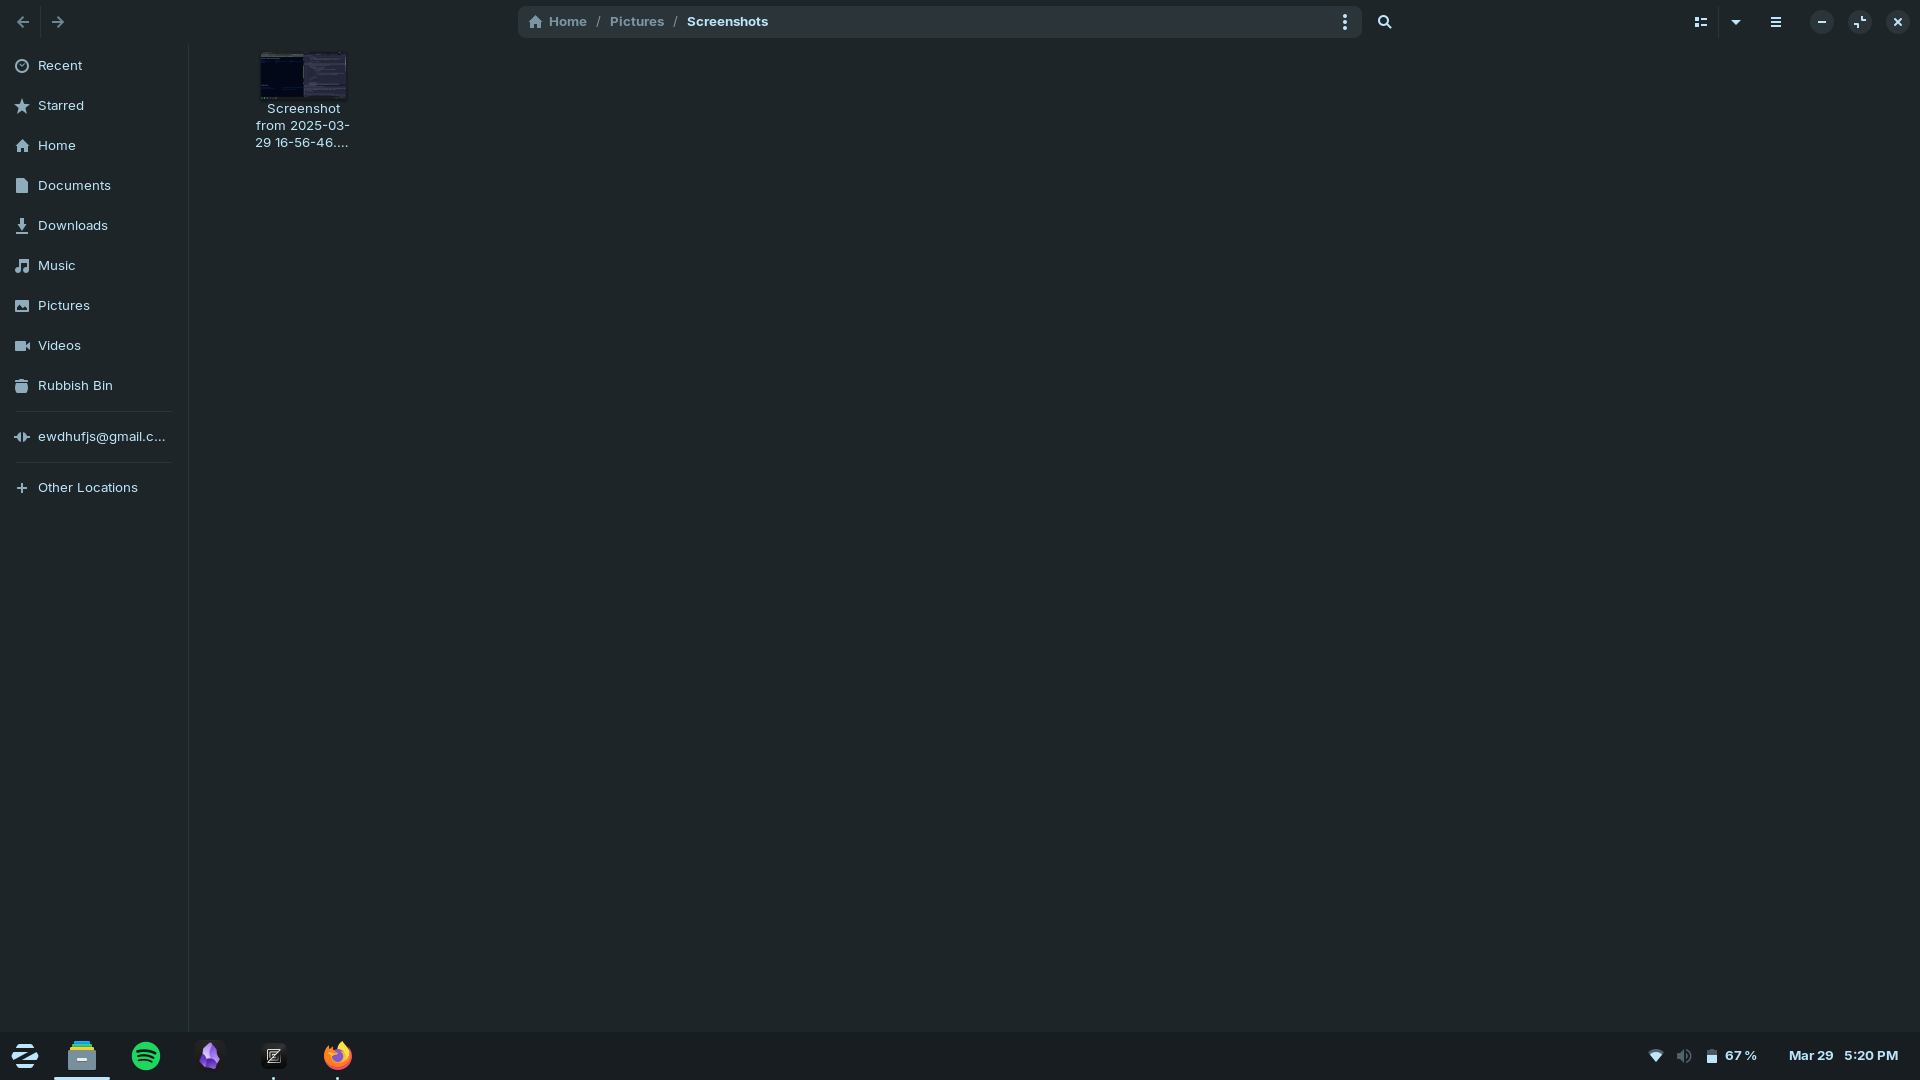 Home / Pictures / Screenshots
Recent
Starred
Home
Documents
Downloads
Music
Pictures
Videos
Rubbish Bin
ewdhufjs@gmail.c...
Other Locations
Screenshot
from 2025-03-
29 16-56-46....
67 %
Mar 29 5:20 PM